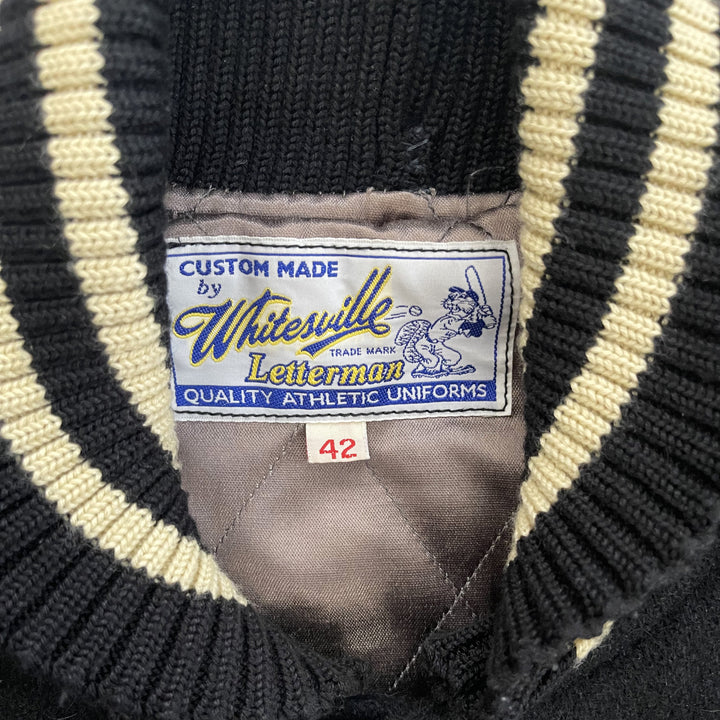 CUSTOM MADE
by
Whitesville
TRADE MARK
Letterman
QUALITY ATHLETIC UNIFORMS
42